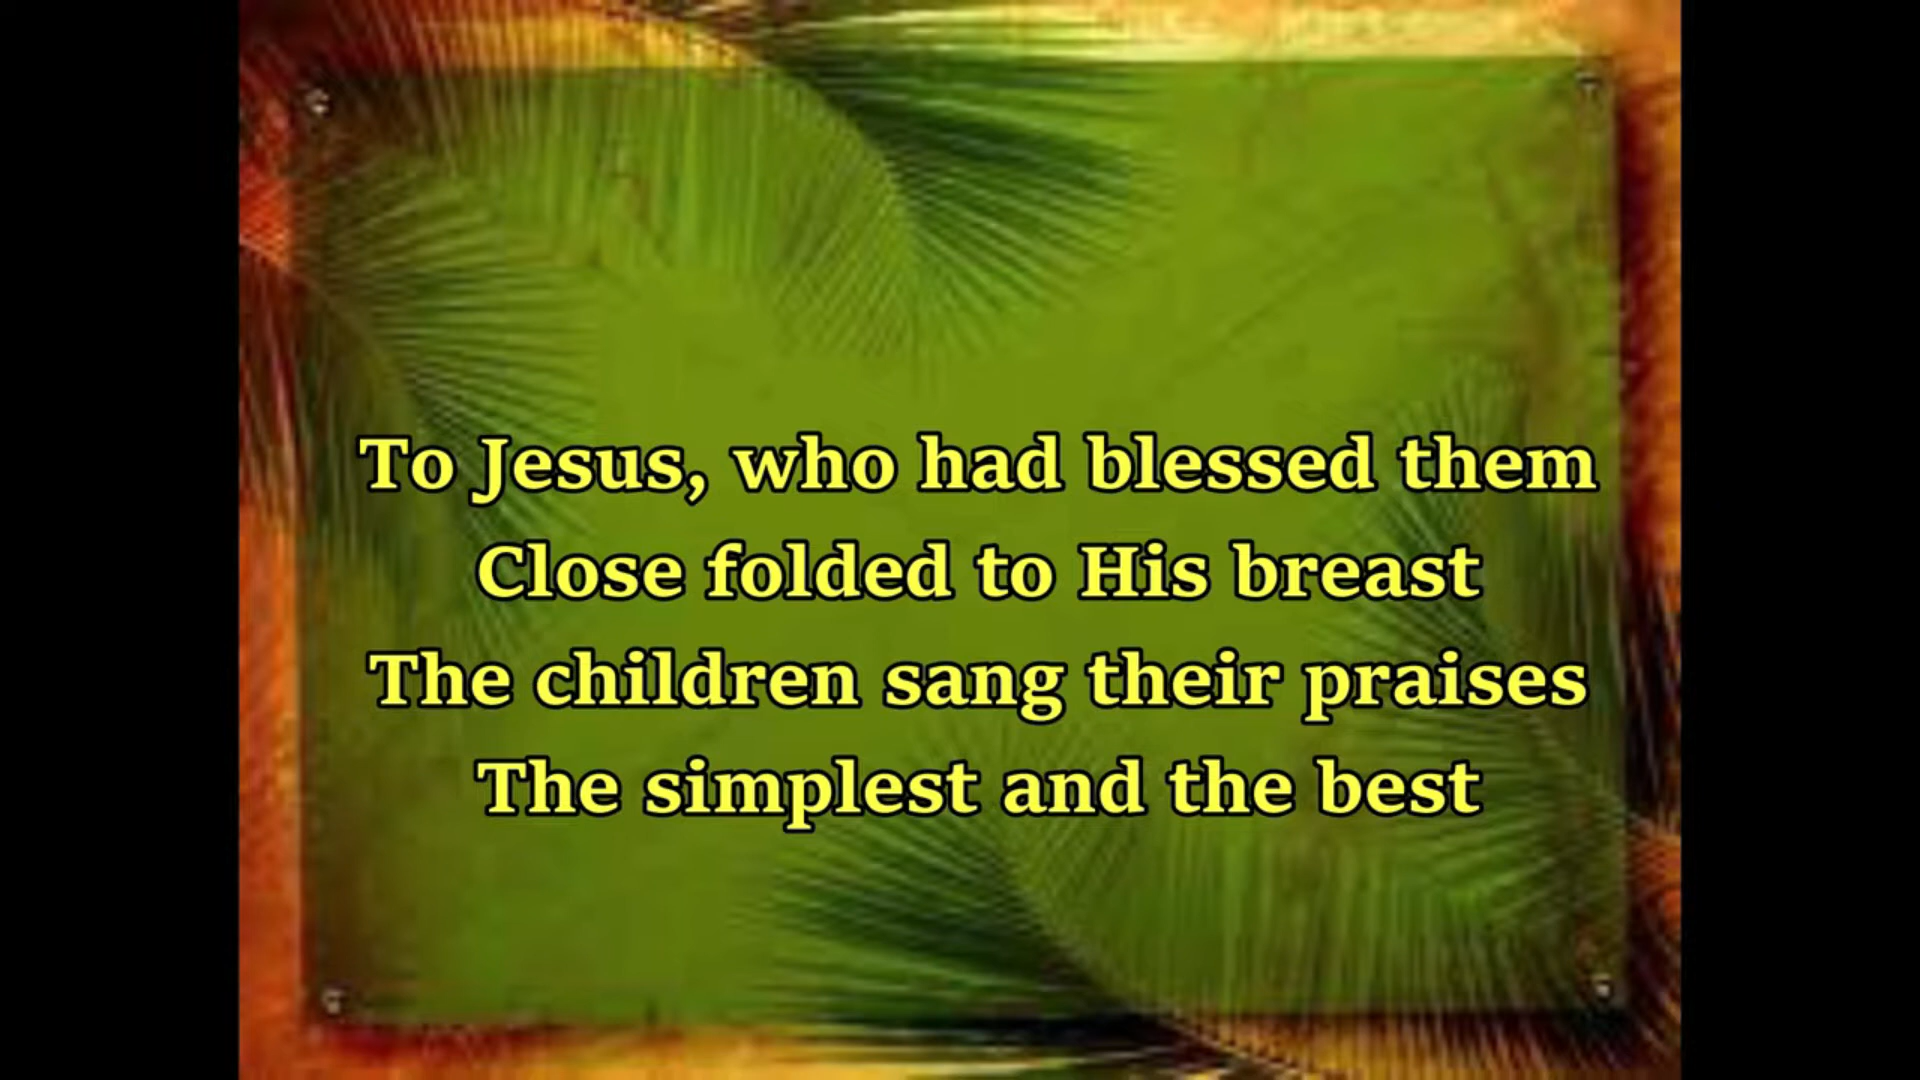 To Jesus, who had blessed them
Close folded to His breast
The children sang their praises
The simplest and the best